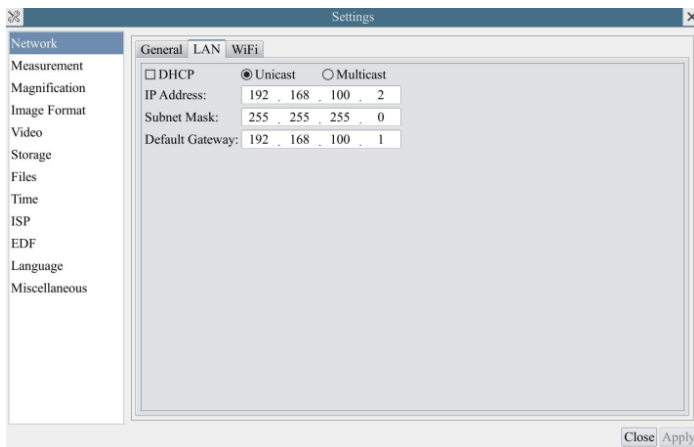 Settings
Network
Measurement
Magnification
Image Format
Video
Storage
Files
Time
ISP
EDF
Language
Miscellaneous
General LAN WiFi
DHCP Unicast Multicast
IP Address: 192 . 168 . 100 . 2
Subnet Mask: 255 . 255 . 255 . 0
Default Gateway: 192 . 168 . 100 . 1
Close Apply